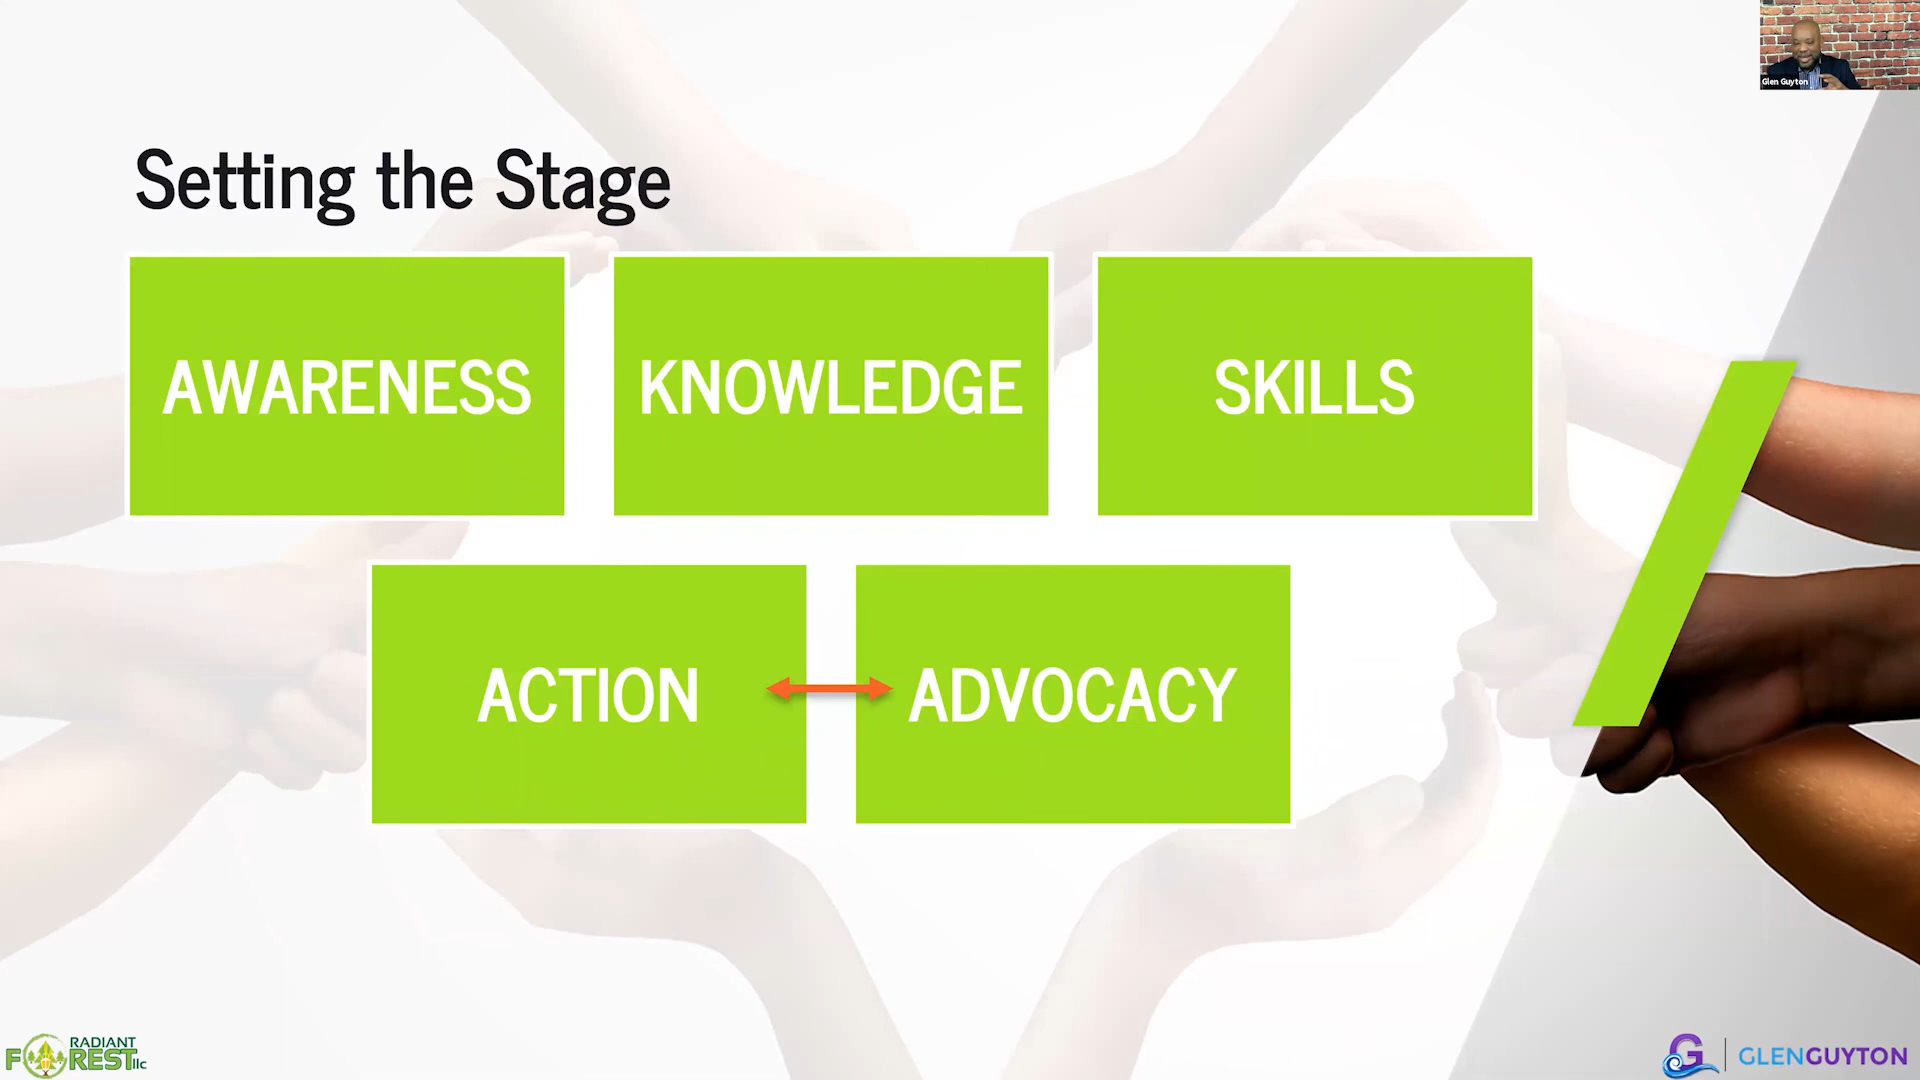 Glen Guyton
Setting the Stage
AWARENESS
KNOWLEDGE
SKILLS
ACTION
ADVOCACY
RADIANT
FOREST llc
G
GLENGUYTON